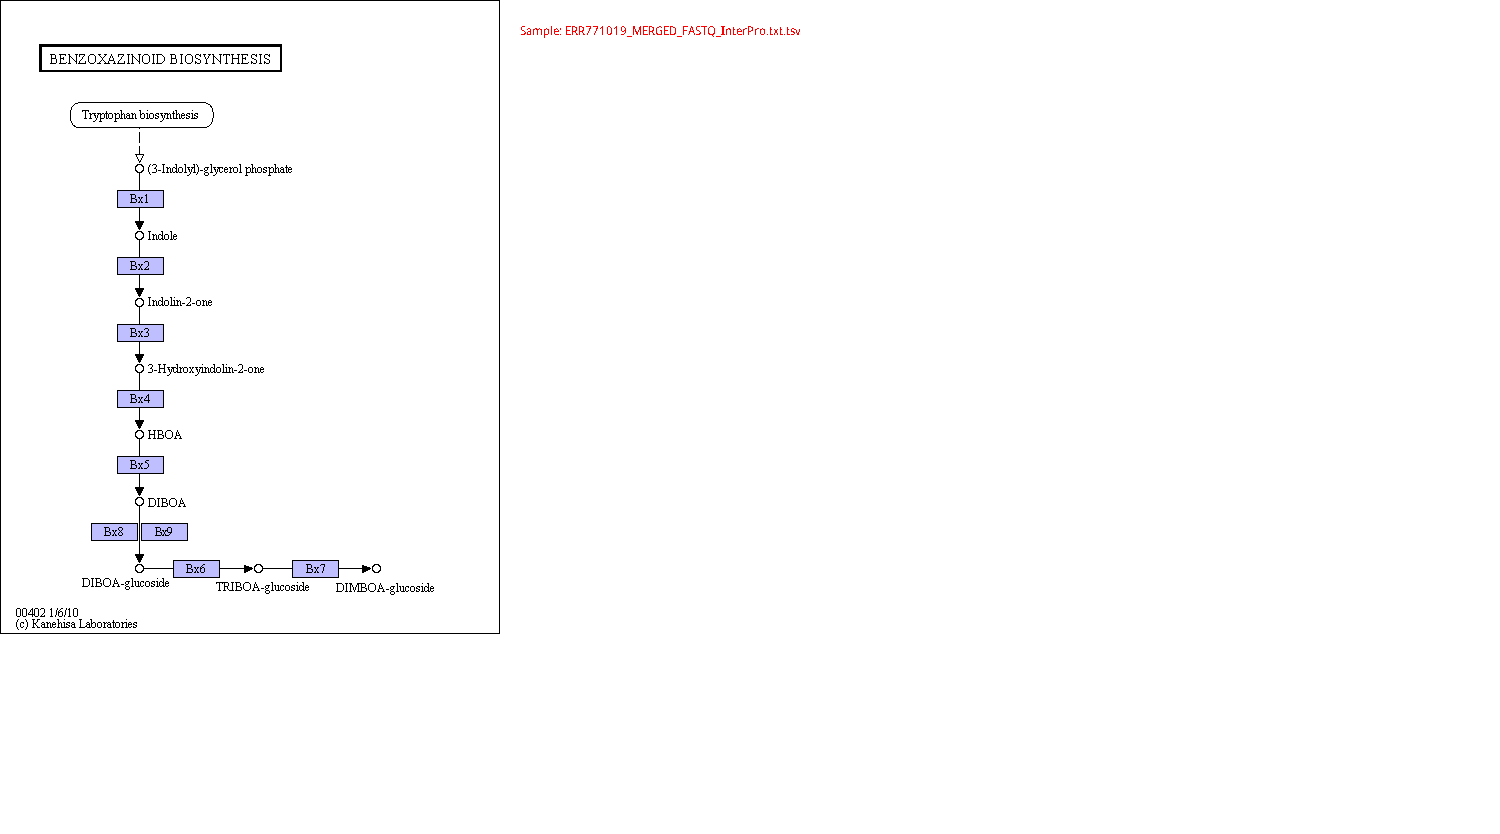 Sample: ERR771019_MERGED_FASTQ_InterPro.txt.tsv
BENZOXAZINOID BIOSYNTHESIS
Tryptophan biosynthesis
(3-Indolyl)-glycerol phosphate
Bx1
Indole
Bx2
Indolin-2-one
Bx3
3-Hydroxyindolin-2-one
Bx4
HBOA
Bx5
DIBOA
Bx8 Bx9
Bx6 Bx7
DIBOA-glucoside TRIBOA-glucoside DIMBOA-glucoside
00402 1/6/10
(c) Kanehisa Laboratories